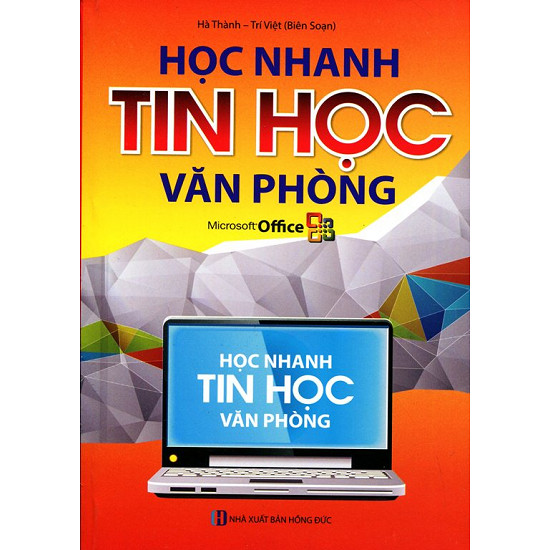 Hà Thành – Trí Việt (Biên Soạn)
HỌC NHANH
TIN HỌC
VĂN PHÒNG
Microsoft Office
HỌC NHANH
TIN HỌC
VĂN PHÒNG
NHÀ XUẤT BẢN HỒNG ĐỨC